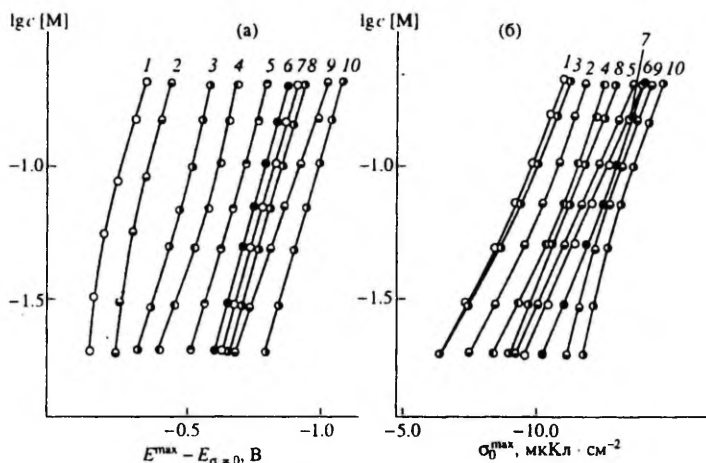 lg c [M] (а) lg c [M] (б) 7
1 2 3 4 5 6 7 8 9 10 1 3 2 4 8 5 6 9 10
-1.0 -1.0
-1.5 -1.5
-0.5 -1.0 -5.0 -10.0
E^max – E_σ = 0, В σ_0^max, мкКл · см^–2